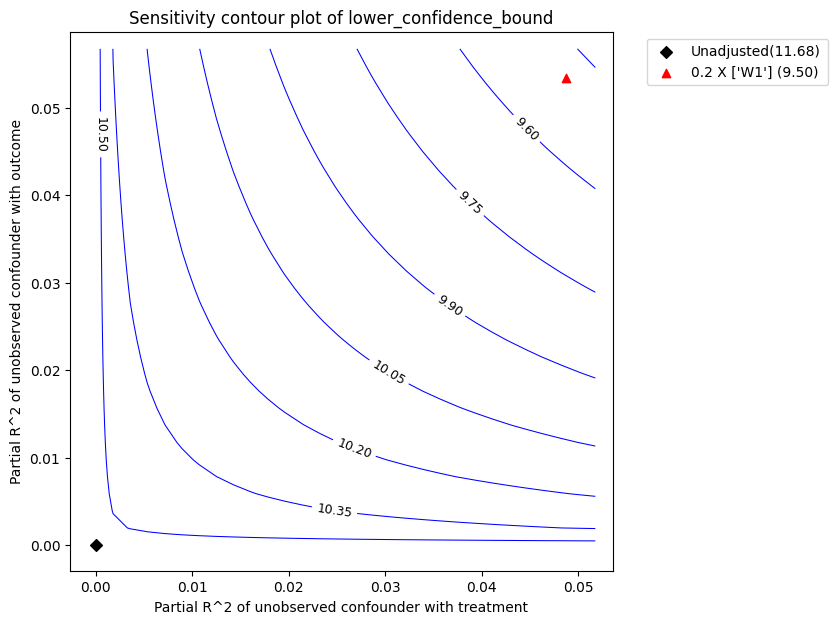 Sensitivity contour plot of lower_confidence_bound
Unadjusted(11.68)
0.2 X ['W1'] (9.50)
Partial R^2 of unobserved confounder with outcome
0.05
0.04
0.03
0.02
0.01
0.00
10.50
9.60
9.75
9.90
10.05
10.20
10.35
0.00 0.01 0.02 0.03 0.04 0.05
Partial R^2 of unobserved confounder with treatment